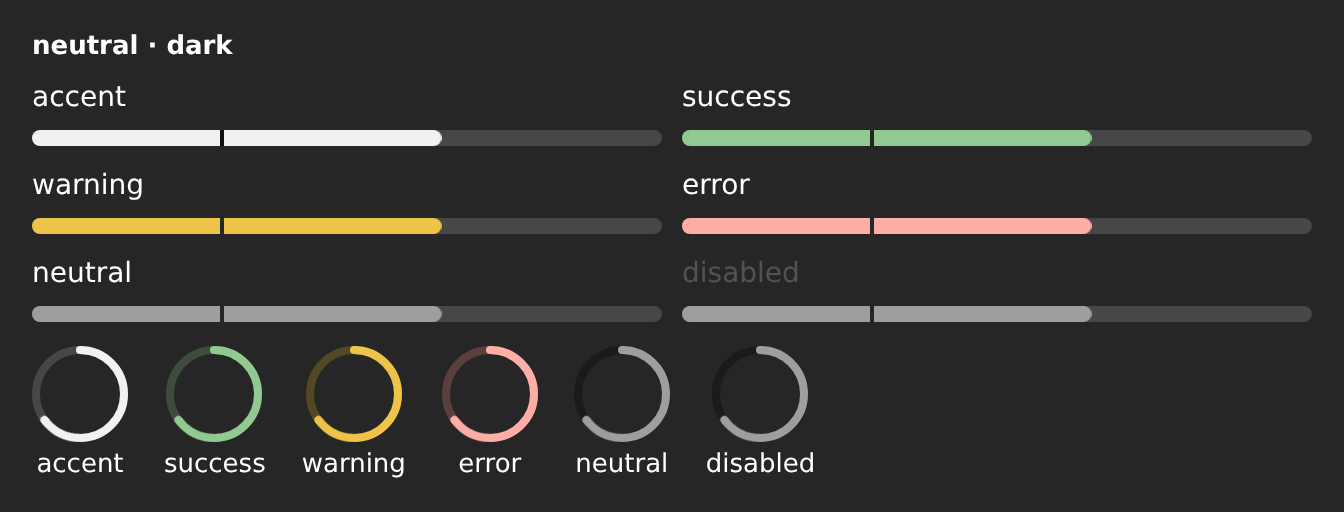 neutral · dark
accent
success
warning
error
neutral
disabled
accent success warning error neutral disabled